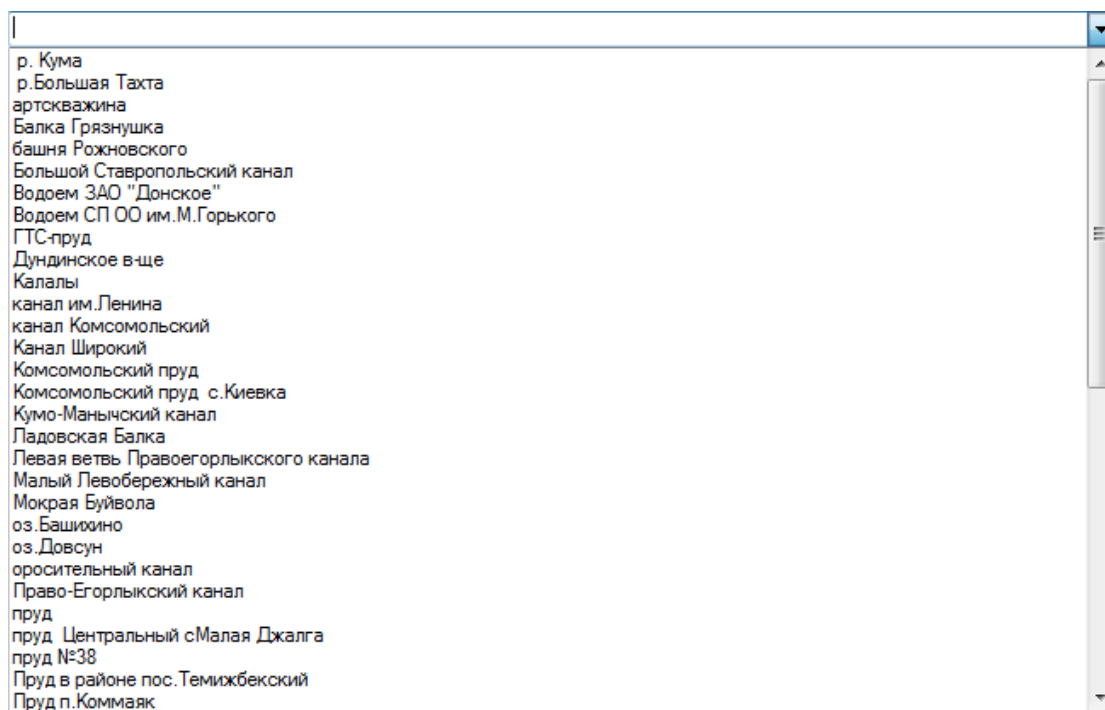 р. Кума
р.Большая Тахта
артскважина
Балка Грязнушка
башня Рожновского
Большой Ставропольский канал
Водоем ЗАО "Донское"
Водоем СП ОО им.М.Горького
ГТС-пруд
Дундинское в-ще
Калалы
канал им.Ленина
канал Комсомольский
Канал Широкий
Комсомольский пруд
Комсомольский пруд  с.Киевка
Кумо-Манычский канал
Ладовская Балка
Левая ветвь Правоегорлыкского канала
Малый Левобережный канал
Мокрая Буйвола
оз.Башихино
оз.Довсун
оросительный канал
Право-Егорлыкский канал
пруд
пруд  Центральный сМалая Джалга
пруд №38
Пруд в районе пос.Темижбекский
Пруд п.Коммаяк